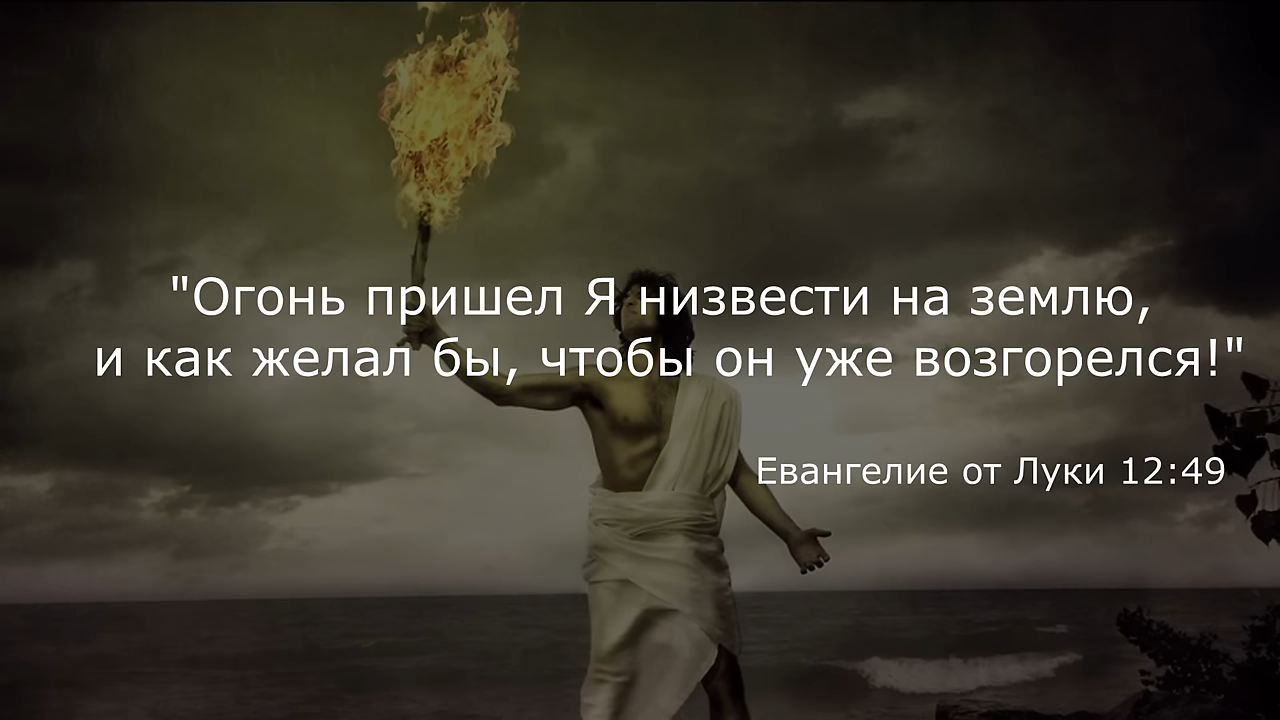 "Огонь пришел Я низвести на землю,
и как желал бы, чтобы он уже возгорелся!"
Евангелие от Луки 12:49